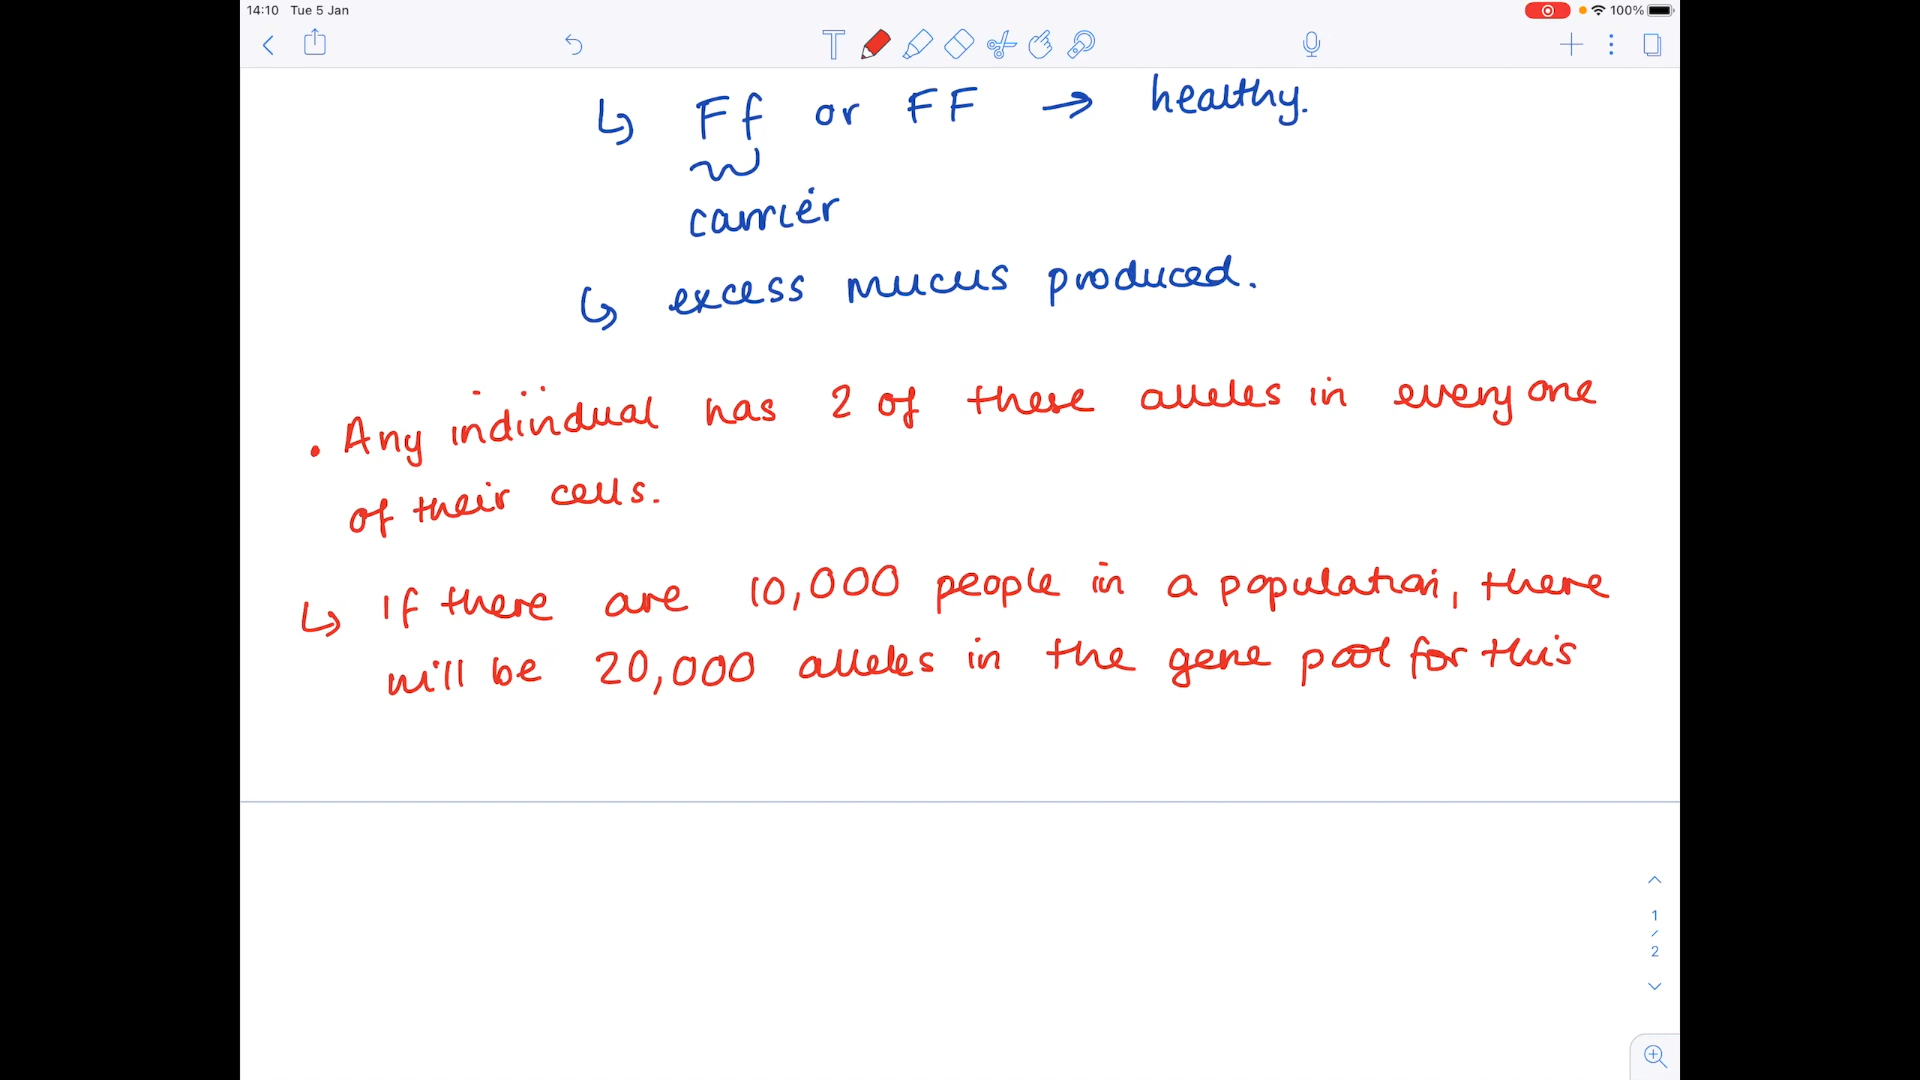 14:10 Tue 5 Jan 100%
↳ Ff or FF → healthy.
carrier
↳ excess mucus produced.
• Any individual has 2 of these alleles in every one
of their cells.
↳ If there are 10,000 people in a population, there
will be 20,000 alleles in the gene pool for this
1
/
2